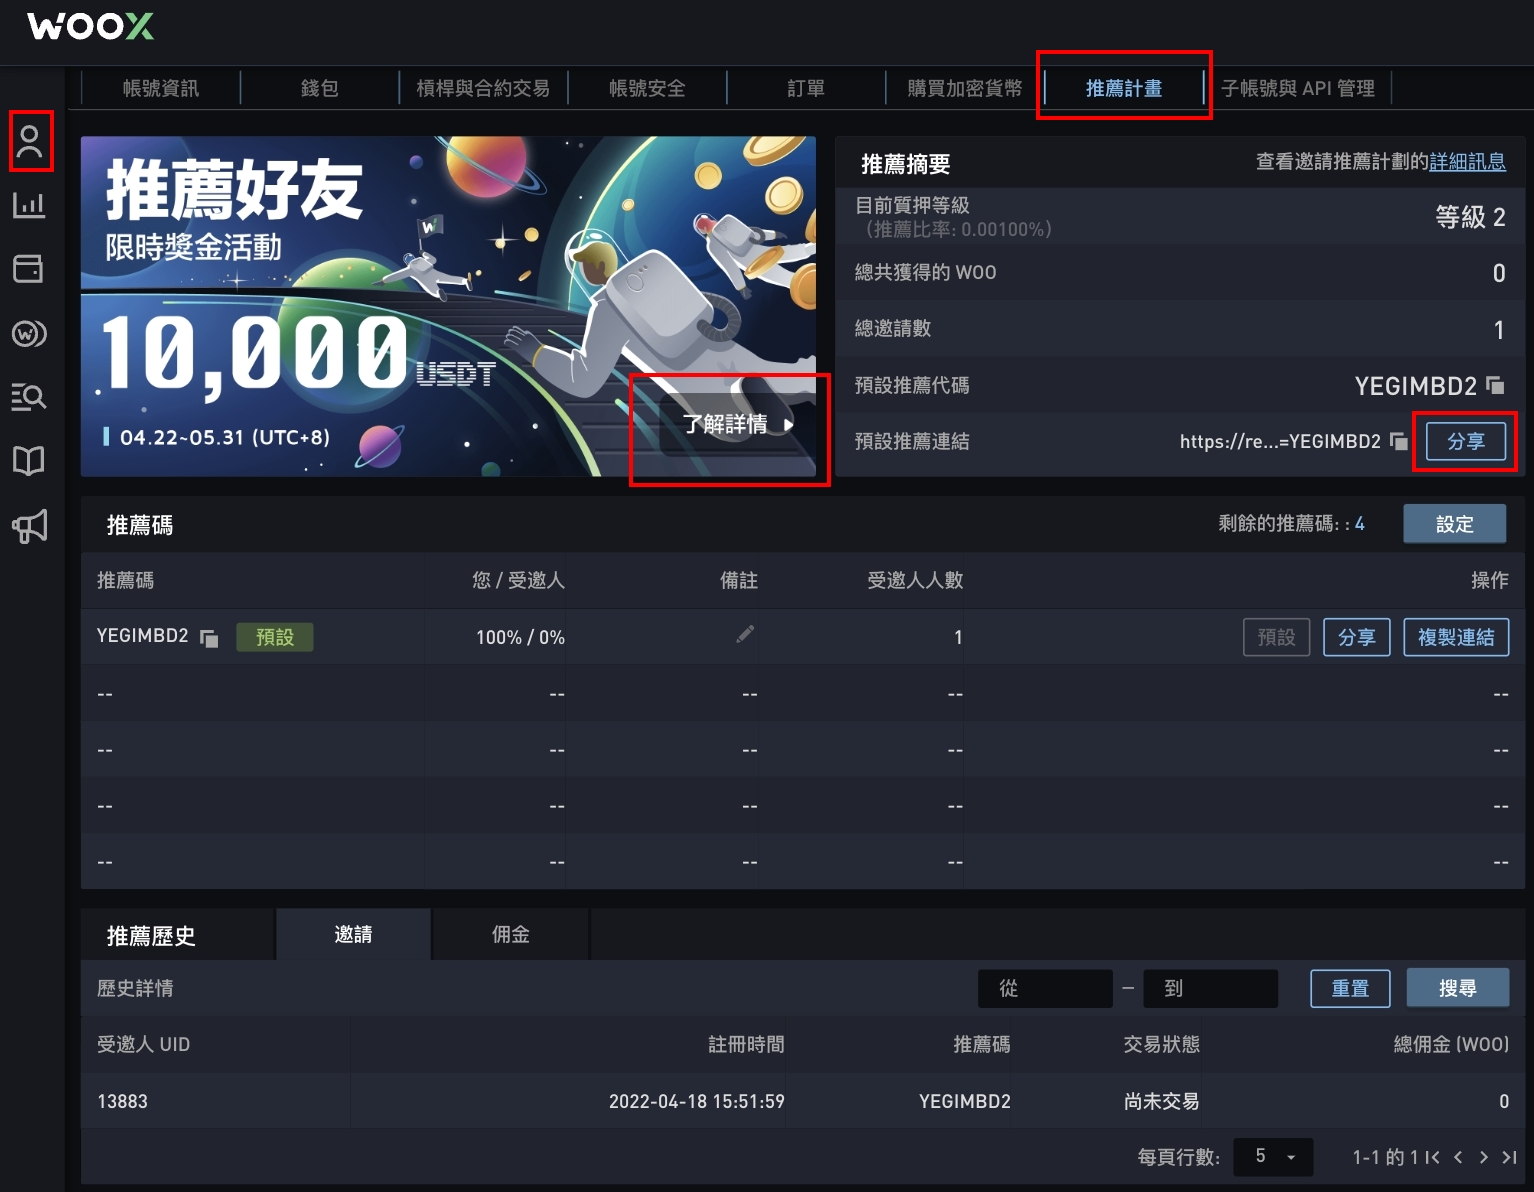 WOOX
帳號資訊 錢包 槓桿與合約交易 帳號安全 訂單 購買加密貨幣 推薦計畫 子帳號與 API 管理
推薦好友
限時獎金活動
10,000 USDT
04.22~05.31 (UTC+8)
了解詳情
推薦摘要 查看邀請推薦計劃的詳細訊息
目前質押等級
（推薦比率: 0.00100%） 等級 2
總共獲得的 WOO 0
總邀請數 1
預設推薦代碼 YEGIMBD2
預設推薦連結 https://re...=YEGIMBD2 分享
推薦碼 剩餘的推薦碼: : 4 設定
推薦碼 您 / 受邀人 備註 受邀人人數 操作
YEGIMBD2 預設 100% / 0% 1 預設 分享 複製連結
-- -- -- -- --
-- -- -- -- --
-- -- -- -- --
-- -- -- -- --
推薦歷史 邀請 佣金
歷史詳情 從 – 到 重置 搜尋
受邀人 UID 註冊時間 推薦碼 交易狀態 總佣金 (WOO)
13883 2022-04-18 15:51:59 YEGIMBD2 尚未交易 0
每頁行數: 5 1-1 的 1